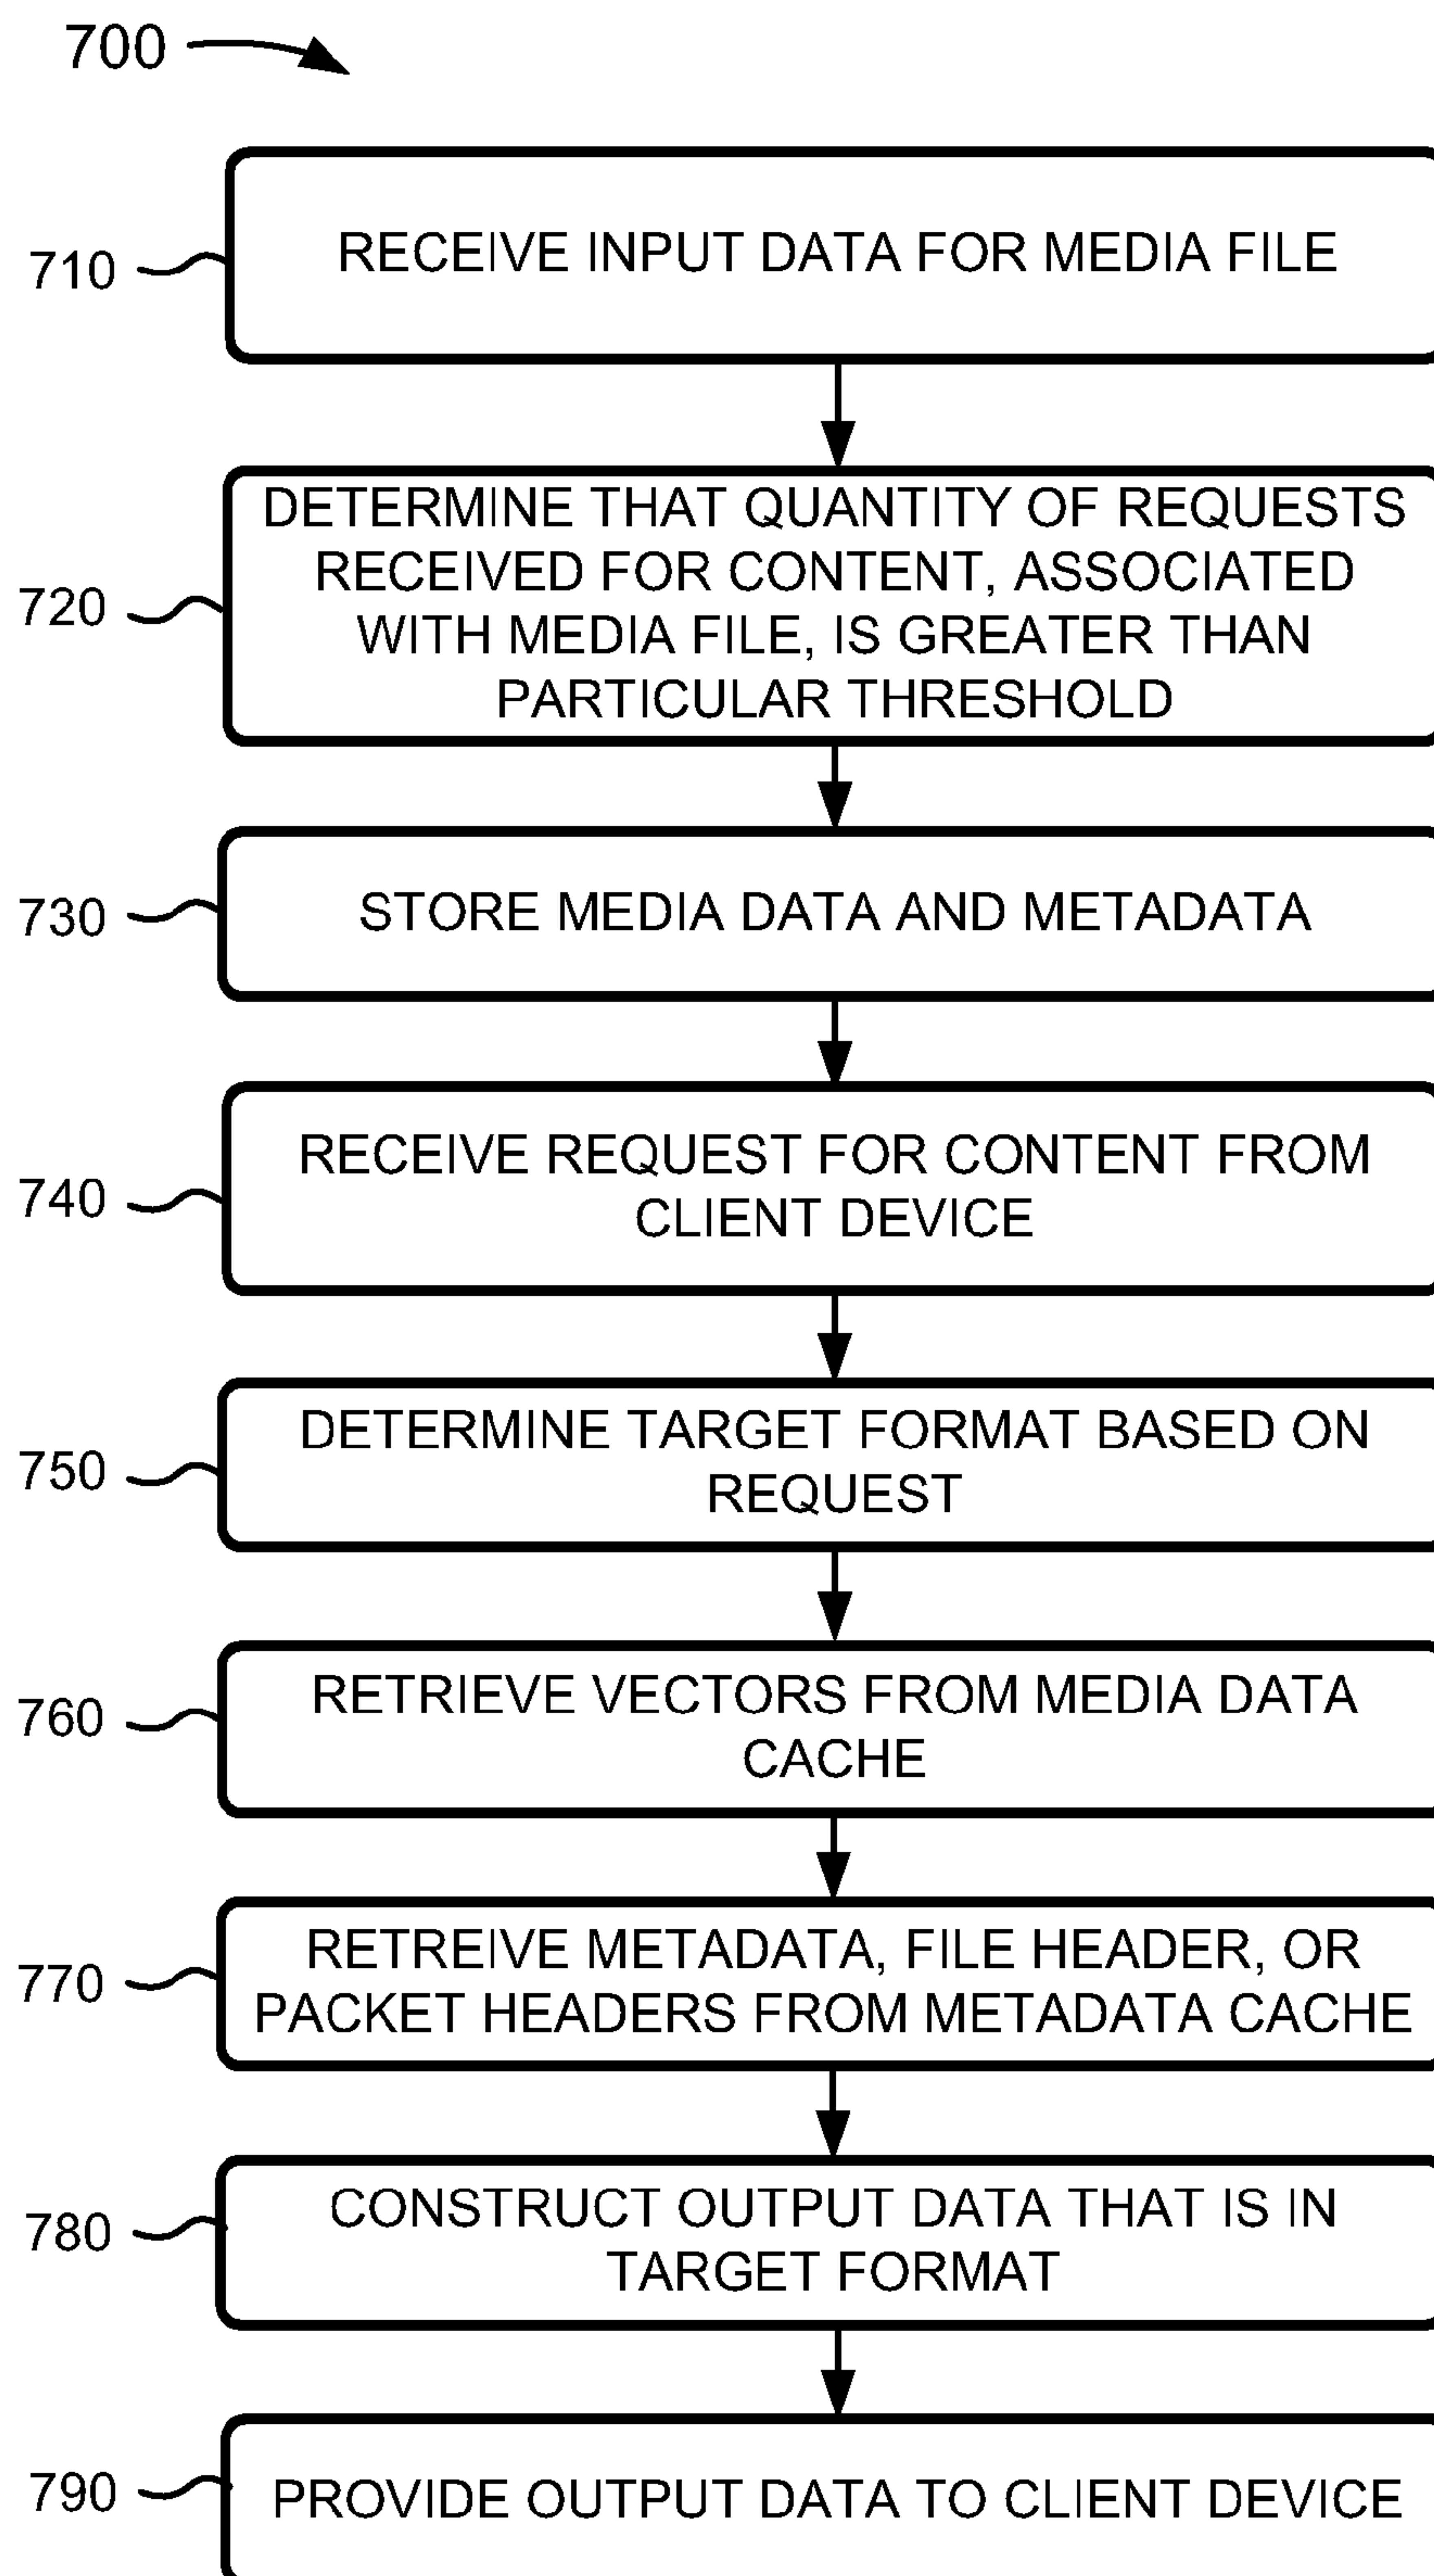 700
710
RECEIVE INPUT DATA FOR MEDIA FILE
720
DETERMINE THAT QUANTITY OF REQUESTS
RECEIVED FOR CONTENT, ASSOCIATED
WITH MEDIA FILE, IS GREATER THAN
PARTICULAR THRESHOLD
730
STORE MEDIA DATA AND METADATA
740
RECEIVE REQUEST FOR CONTENT FROM
CLIENT DEVICE
750
DETERMINE TARGET FORMAT BASED ON
REQUEST
760
RETRIEVE VECTORS FROM MEDIA DATA
CACHE
770
RETREIVE METADATA, FILE HEADER, OR
PACKET HEADERS FROM METADATA CACHE
780
CONSTRUCT OUTPUT DATA THAT IS IN
TARGET FORMAT
790
PROVIDE OUTPUT DATA TO CLIENT DEVICE